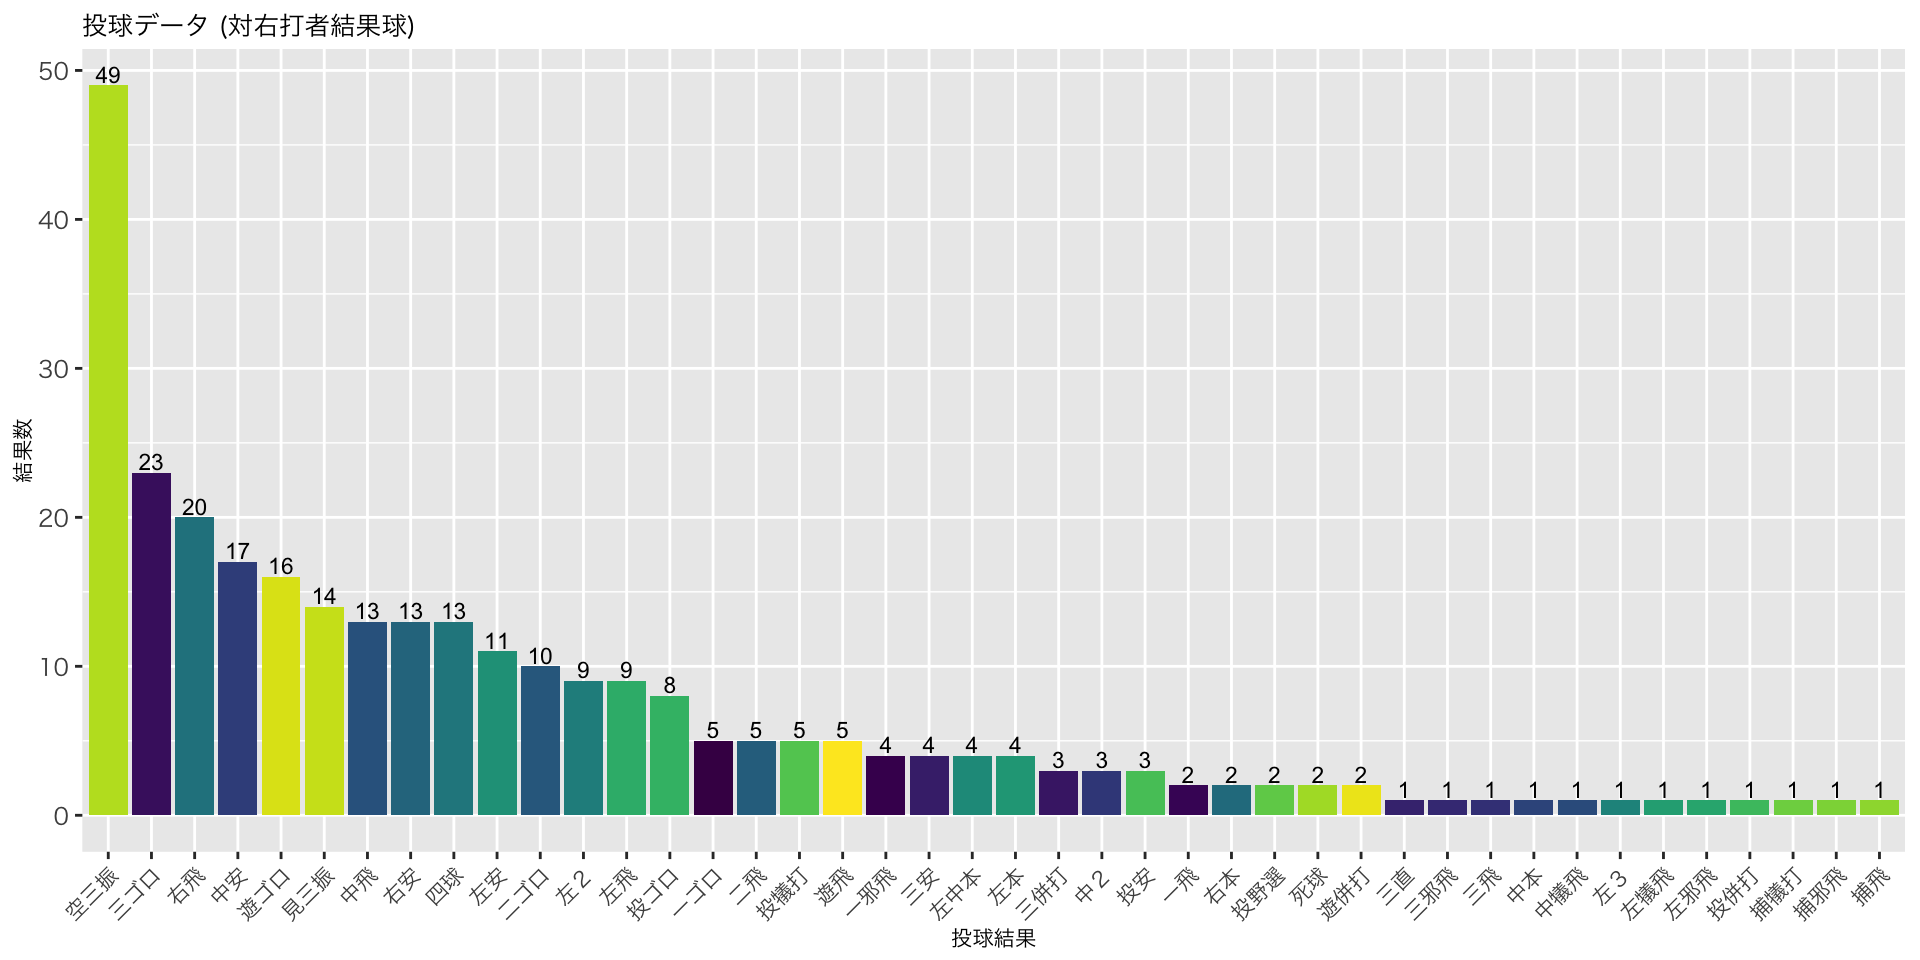 投球データ (対右打者結果球)
結果数
50
40
30
20
10
0
49
23
20
17
16
14
13
13
13
11
10
9
9
8
5
5
5
5
4
4
4
4
3
3
3
2
2
2
2
2
1
1
1
1
1
1
1
1
1
1
1
1
空三振
三ゴロ
右飛
中安
遊ゴロ
見三振
中飛
右安
四球
左安
二ゴロ
左２
左飛
投ゴロ
一ゴロ
二飛
投犠打
遊飛
一邪飛
三安
左中本
左本
三併打
中２
投安
一飛
右本
投野選
死球
遊併打
三直
三邪飛
三飛
中本
中犠飛
左３
左犠飛
左邪飛
投併打
捕犠打
捕邪飛
捕飛
投球結果